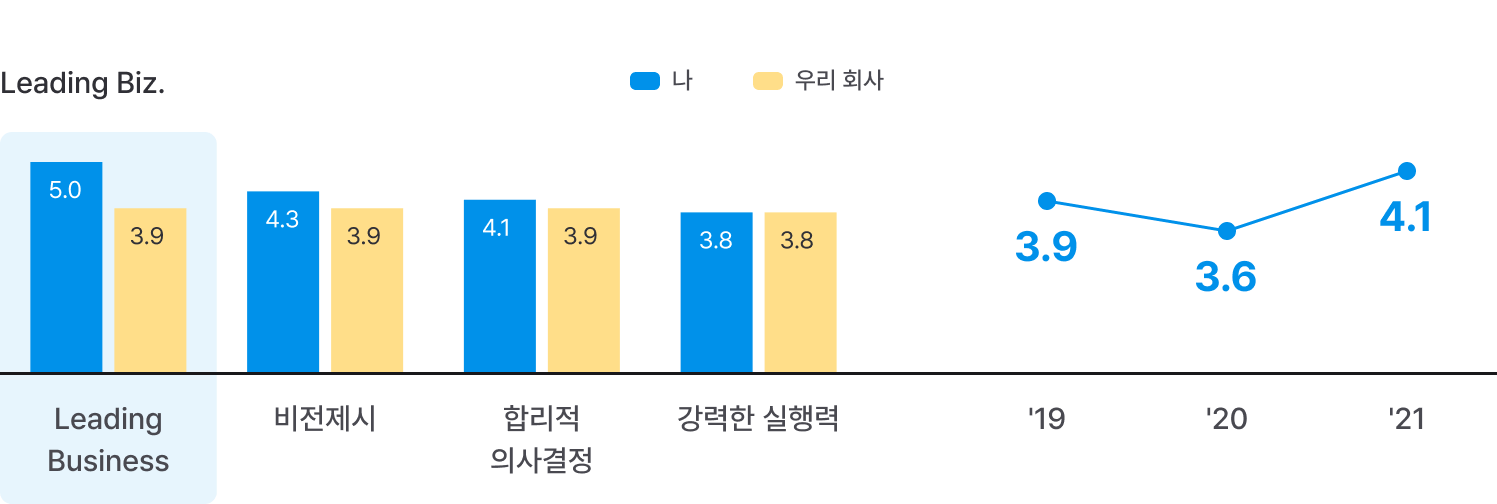 Leading Biz.
나
우리 회사
5.0
3.9
4.3
3.9
4.1
3.9
3.8
3.8
3.9
3.6
4.1
Leading
Business
비전제시
합리적
의사결정
강력한 실행력
'19
'20
'21